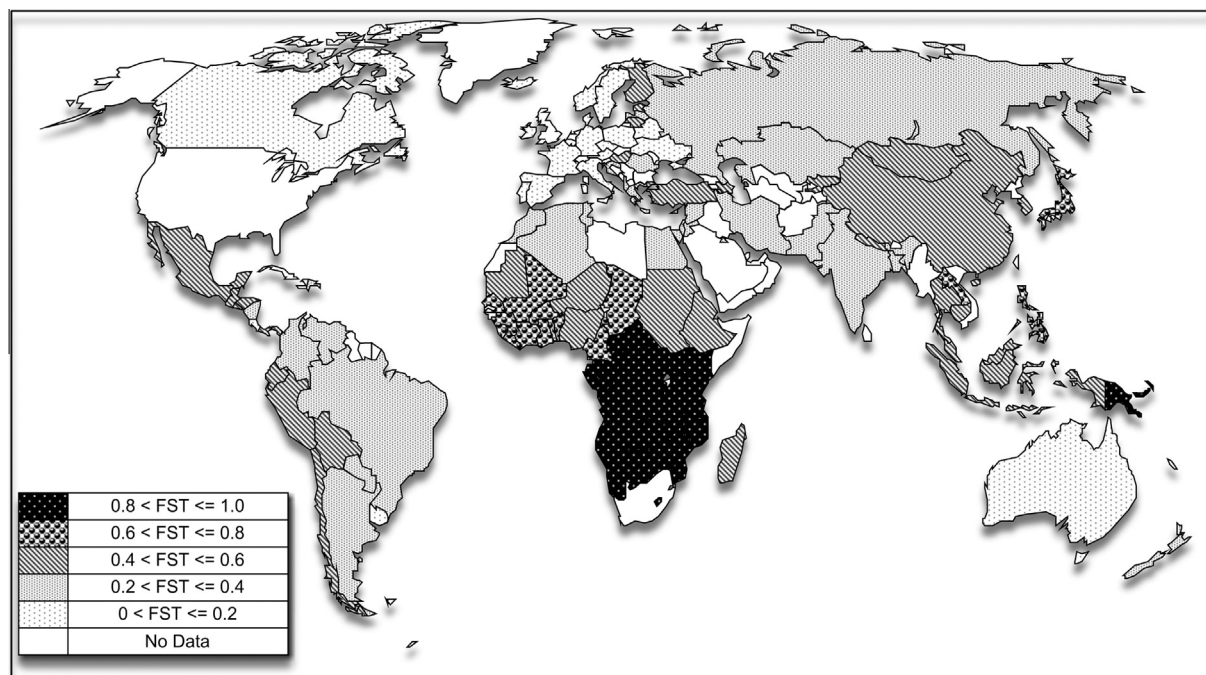 0.8 < FST <= 1.0
0.6 < FST <= 0.8
0.4 < FST <= 0.6
0.2 < FST <= 0.4
0 < FST <= 0.2
No Data